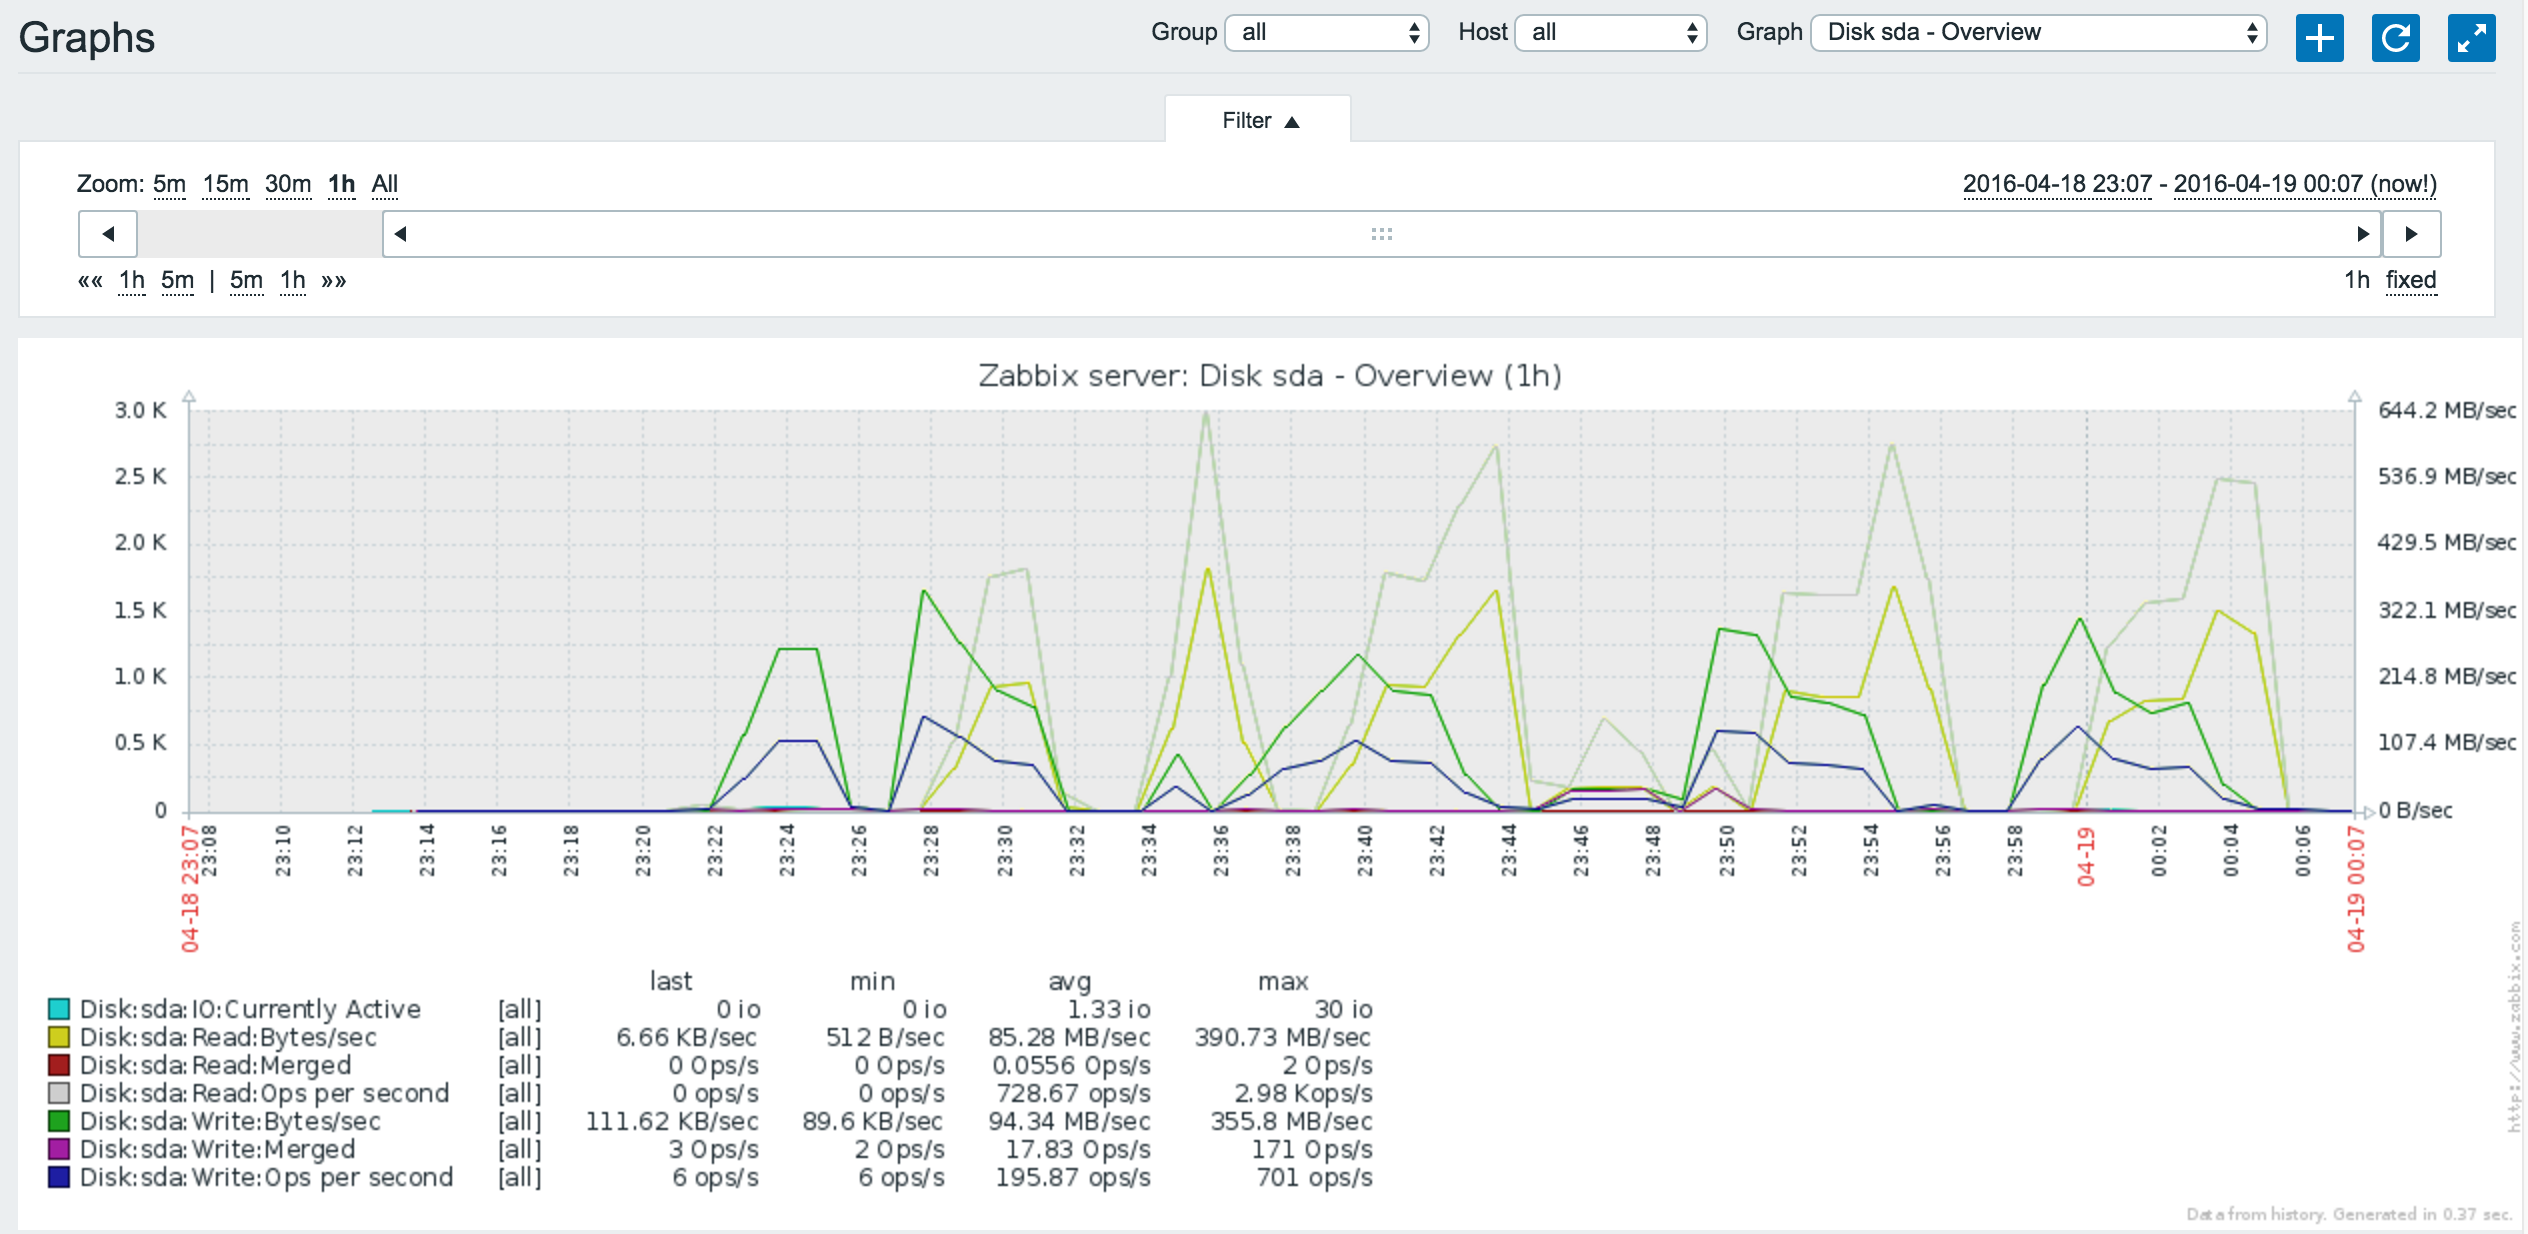 Graphs
Group all Host all Graph Disk sda - Overview
Filter ▲
Zoom: 5m 15m 30m 1h All 2016-04-18 23:07 - 2016-04-19 00:07 (now!)
«« 1h 5m | 5m 1h »» 1h fixed
Zabbix server: Disk sda - Overview (1h)
3.0 K 644.2 MB/sec
2.5 K 536.9 MB/sec
2.0 K 429.5 MB/sec
1.5 K 322.1 MB/sec
1.0 K 214.8 MB/sec
0.5 K 107.4 MB/sec
0 0 B/sec
04-18 23:07 23:08 23:10 23:12 23:14 23:16 23:18 23:20 23:22 23:24 23:26 23:28 23:30 23:32 23:34 23:36 23:38 23:40 23:42 23:44 23:46 23:48 23:50 23:52 23:54 23:56 23:58 04-19 00:02 00:04 00:06 04-19 00:07
last min avg max
Disk:sda:IO:Currently Active [all] 0 io 0 io 1.33 io 30 io
Disk:sda:Read:Bytes/sec [all] 6.66 KB/sec 512 B/sec 85.28 MB/sec 390.73 MB/sec
Disk:sda:Read:Merged [all] 0 Ops/s 0 Ops/s 0.0556 Ops/s 2 Ops/s
Disk:sda:Read:Ops per second [all] 0 ops/s 0 ops/s 728.67 ops/s 2.98 Kops/s
Disk:sda:Write:Bytes/sec [all] 111.62 KB/sec 89.6 KB/sec 94.34 MB/sec 355.8 MB/sec
Disk:sda:Write:Merged [all] 3 Ops/s 2 Ops/s 17.83 Ops/s 171 Ops/s
Disk:sda:Write:Ops per second [all] 6 ops/s 6 ops/s 195.87 ops/s 701 ops/s
http://www.zabbix.com
Data from history. Generated in 0.37 sec.